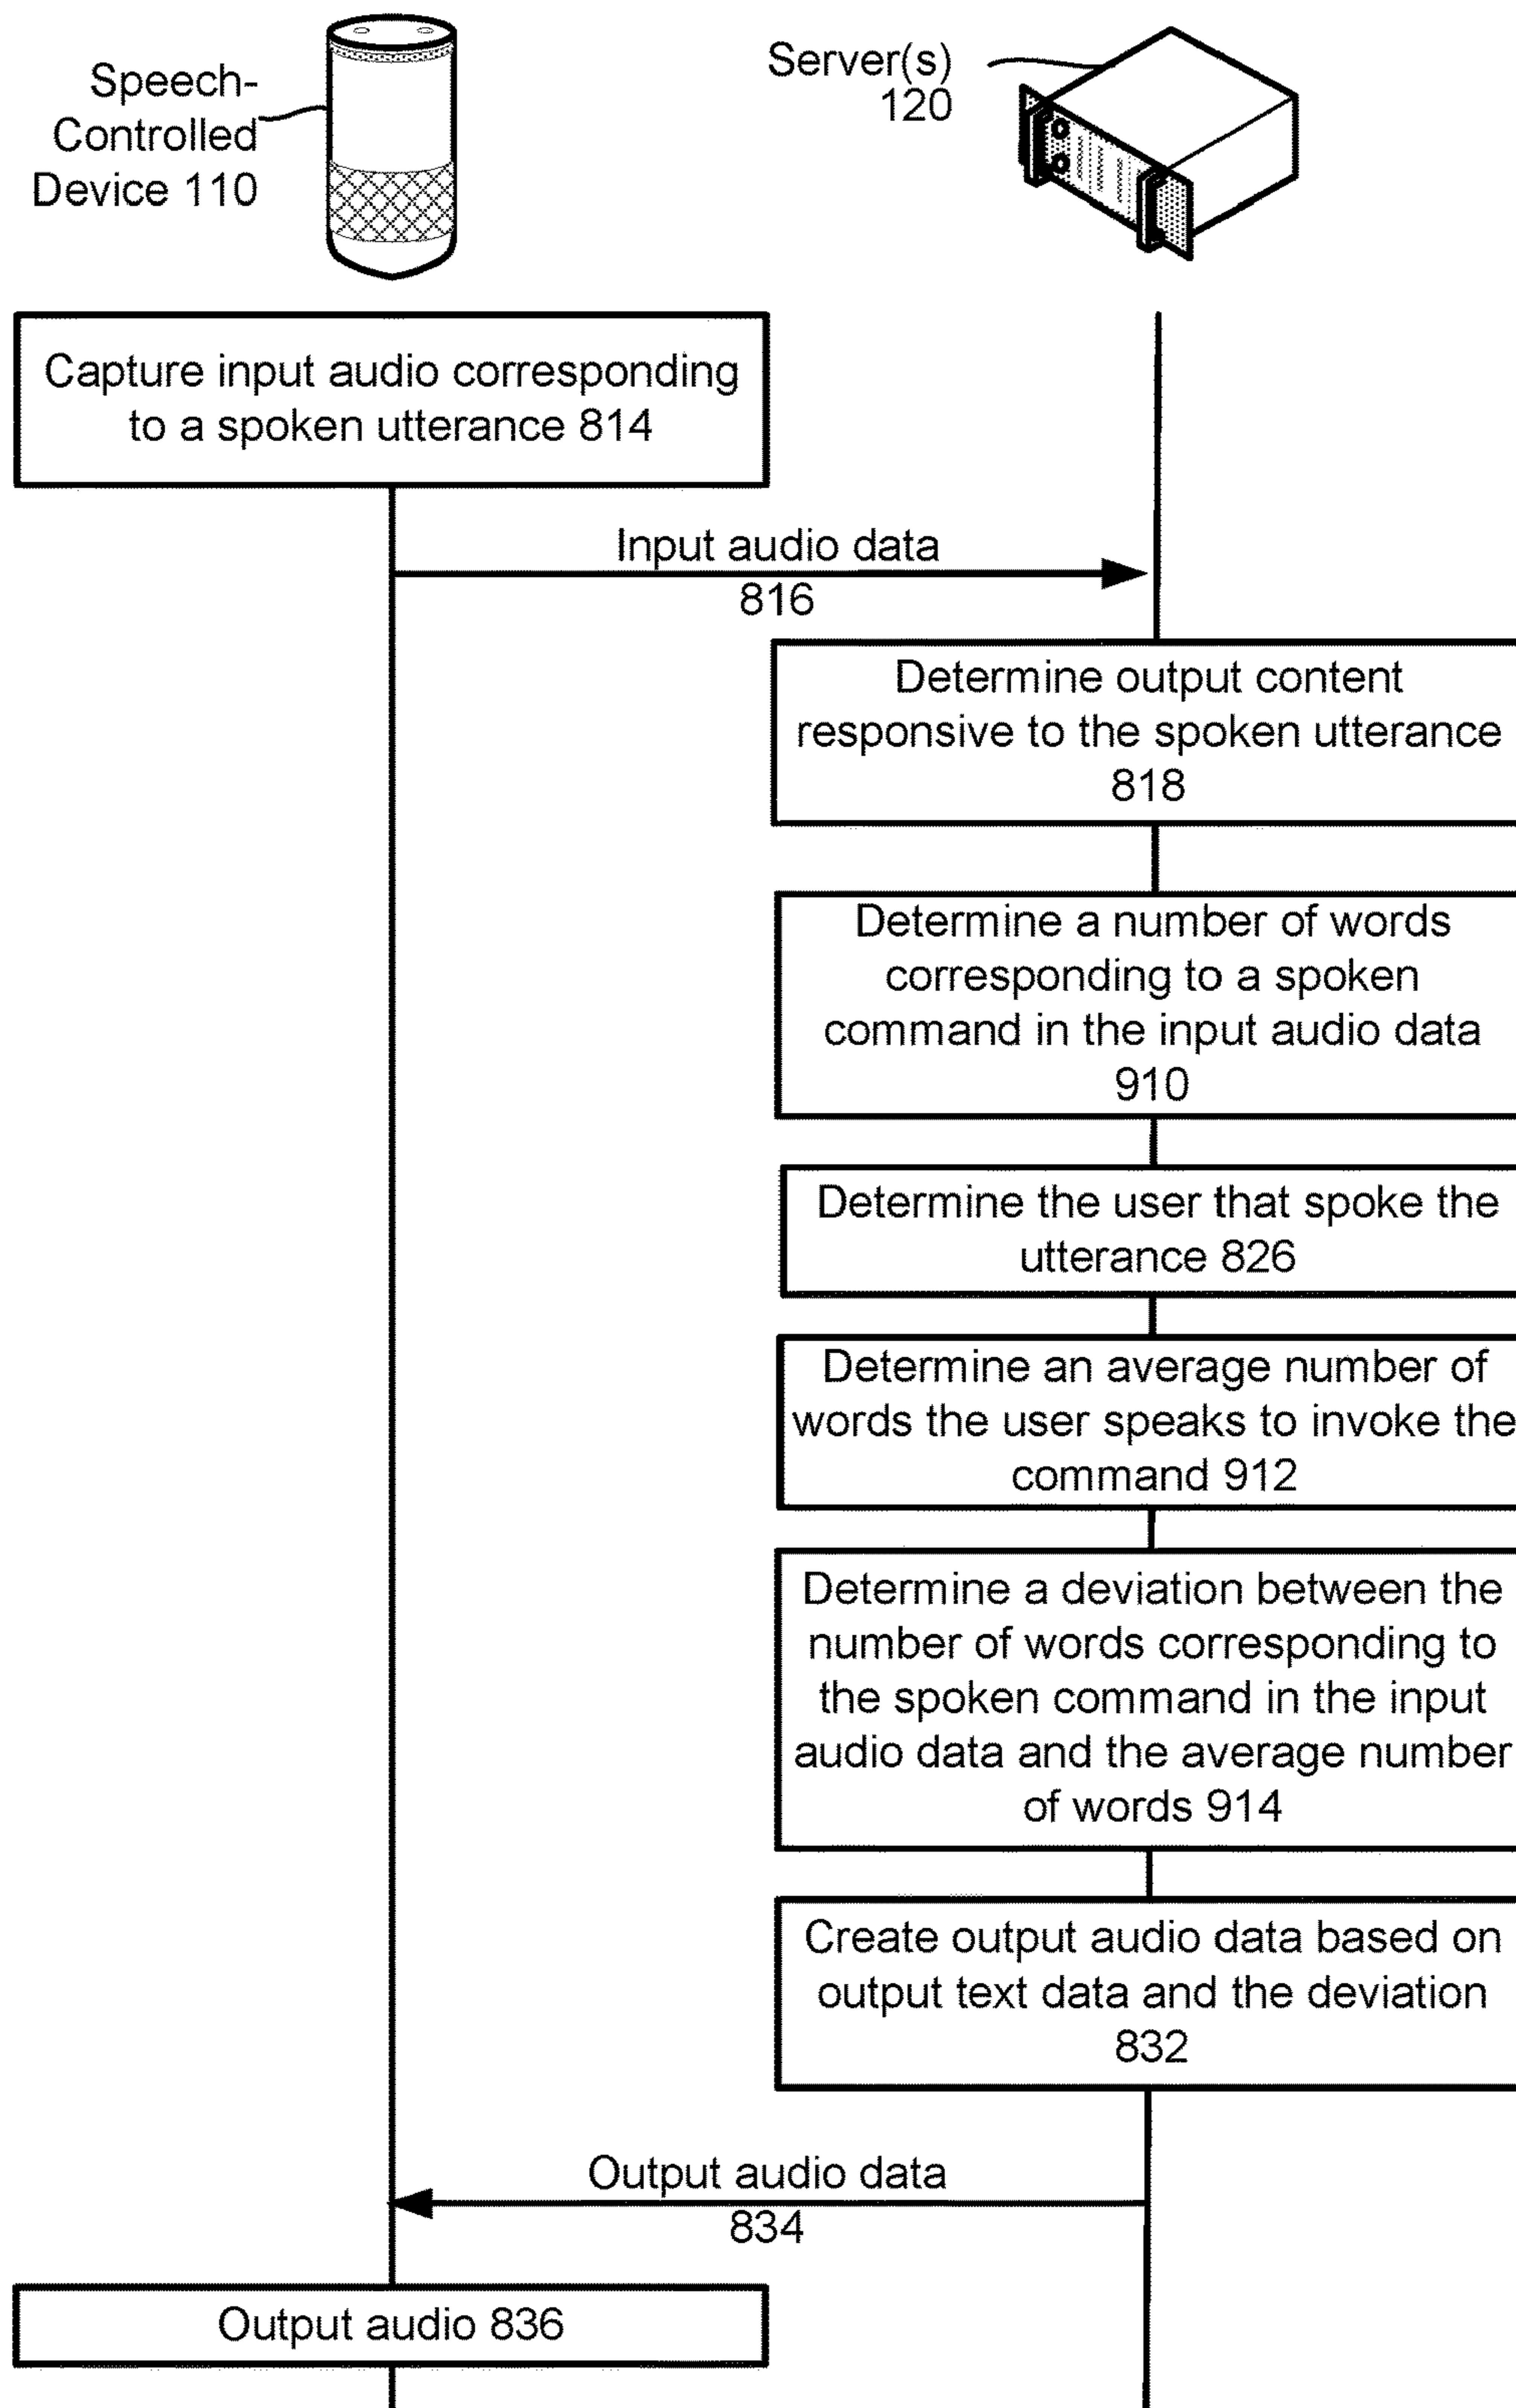 Speech-
Controlled
Device 110
Server(s)
120
Capture input audio corresponding
to a spoken utterance 814
Input audio data
816
Determine output content
responsive to the spoken utterance
818
Determine a number of words
corresponding to a spoken
command in the input audio data
910
Determine the user that spoke the
utterance 826
Determine an average number of
words the user speaks to invoke the
command 912
Determine a deviation between the
number of words corresponding to
the spoken command in the input
audio data and the average number
of words 914
Create output audio data based on
output text data and the deviation
832
Output audio data
834
Output audio 836